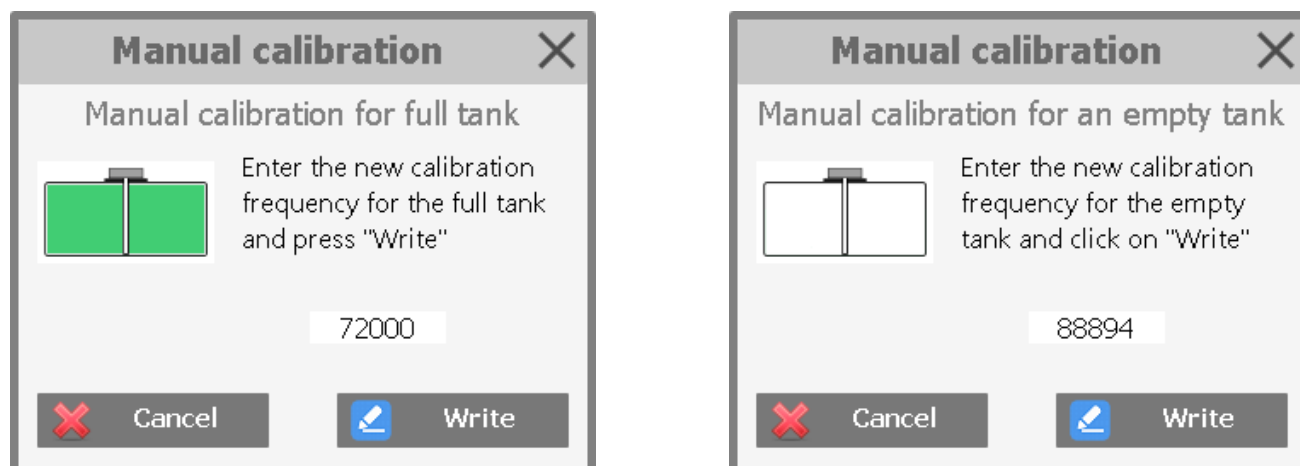 Manual calibration
Manual calibration for full tank
Enter the new calibration
frequency for the full tank
and press "Write"
72000
Cancel
Write
Manual calibration
Manual calibration for an empty tank
Enter the new calibration
frequency for the empty
tank and click on "Write"
88894
Cancel
Write